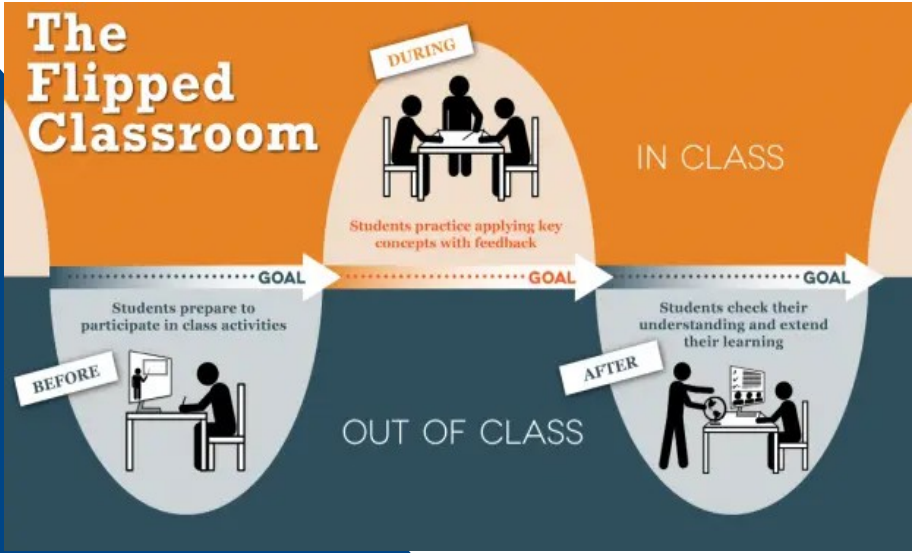 The
Flipped
Classroom
DURING
IN CLASS
Students practice applying key
concepts with feedback
GOAL
GOAL
GOAL
Students prepare to
participate in class activities
BEFORE
Students check their
understanding and extend
their learning
AFTER
OUT OF CLASS